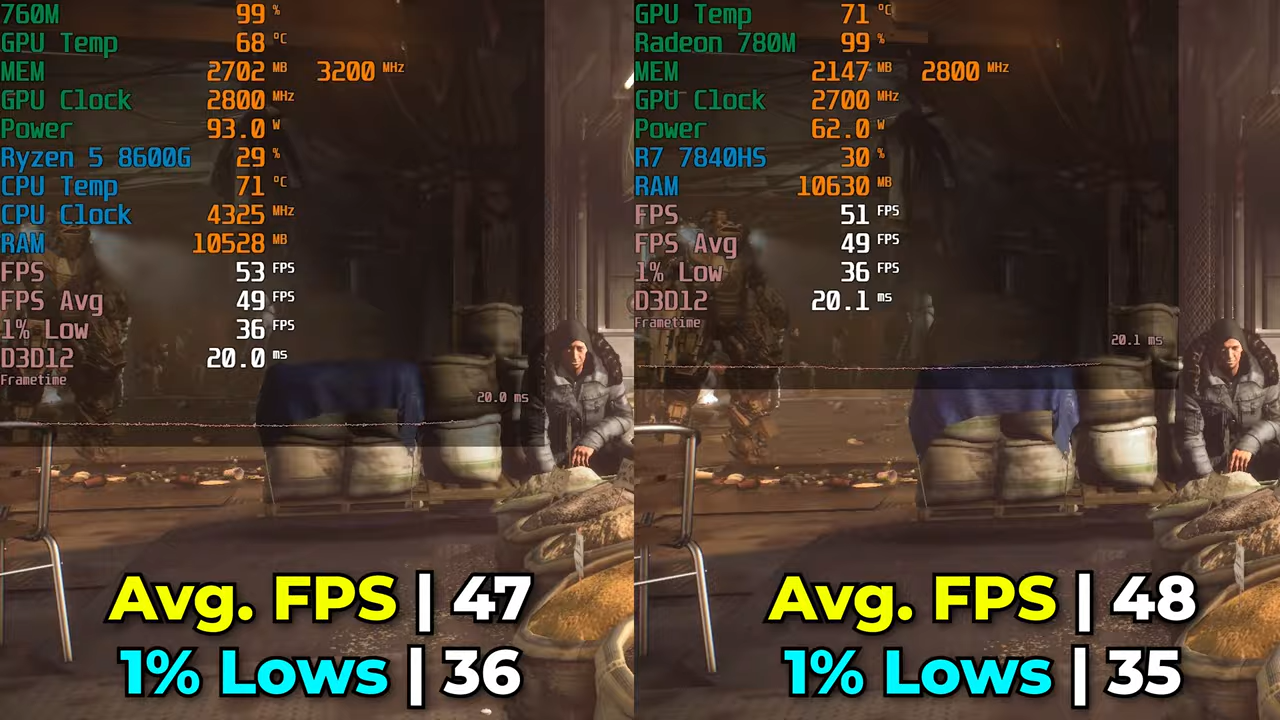 760M 99 %
GPU Temp 68 °C
MEM 2702 MB 3200 MHz
GPU Clock 2800 MHz
Power 93.0 W
Ryzen 5 8600G 29 %
CPU Temp 71 °C
CPU Clock 4325 MHz
RAM 10528 MB
FPS 53 FPS
FPS Avg 49 FPS
1% Low 36 FPS
D3D12 20.0 ms
Frametime
20.0 ms
Avg. FPS | 47
1% Lows | 36
GPU Temp 71 °C
Radeon 780M 99 %
MEM 2147 MB 2800 MHz
GPU Clock 2700 MHz
Power 62.0 W
R7 7840HS 30 %
RAM 10630 MB
FPS 51 FPS
FPS Avg 49 FPS
1% Low 36 FPS
D3D12 20.1 ms
Frametime
20.1 ms
Avg. FPS | 48
1% Lows | 35